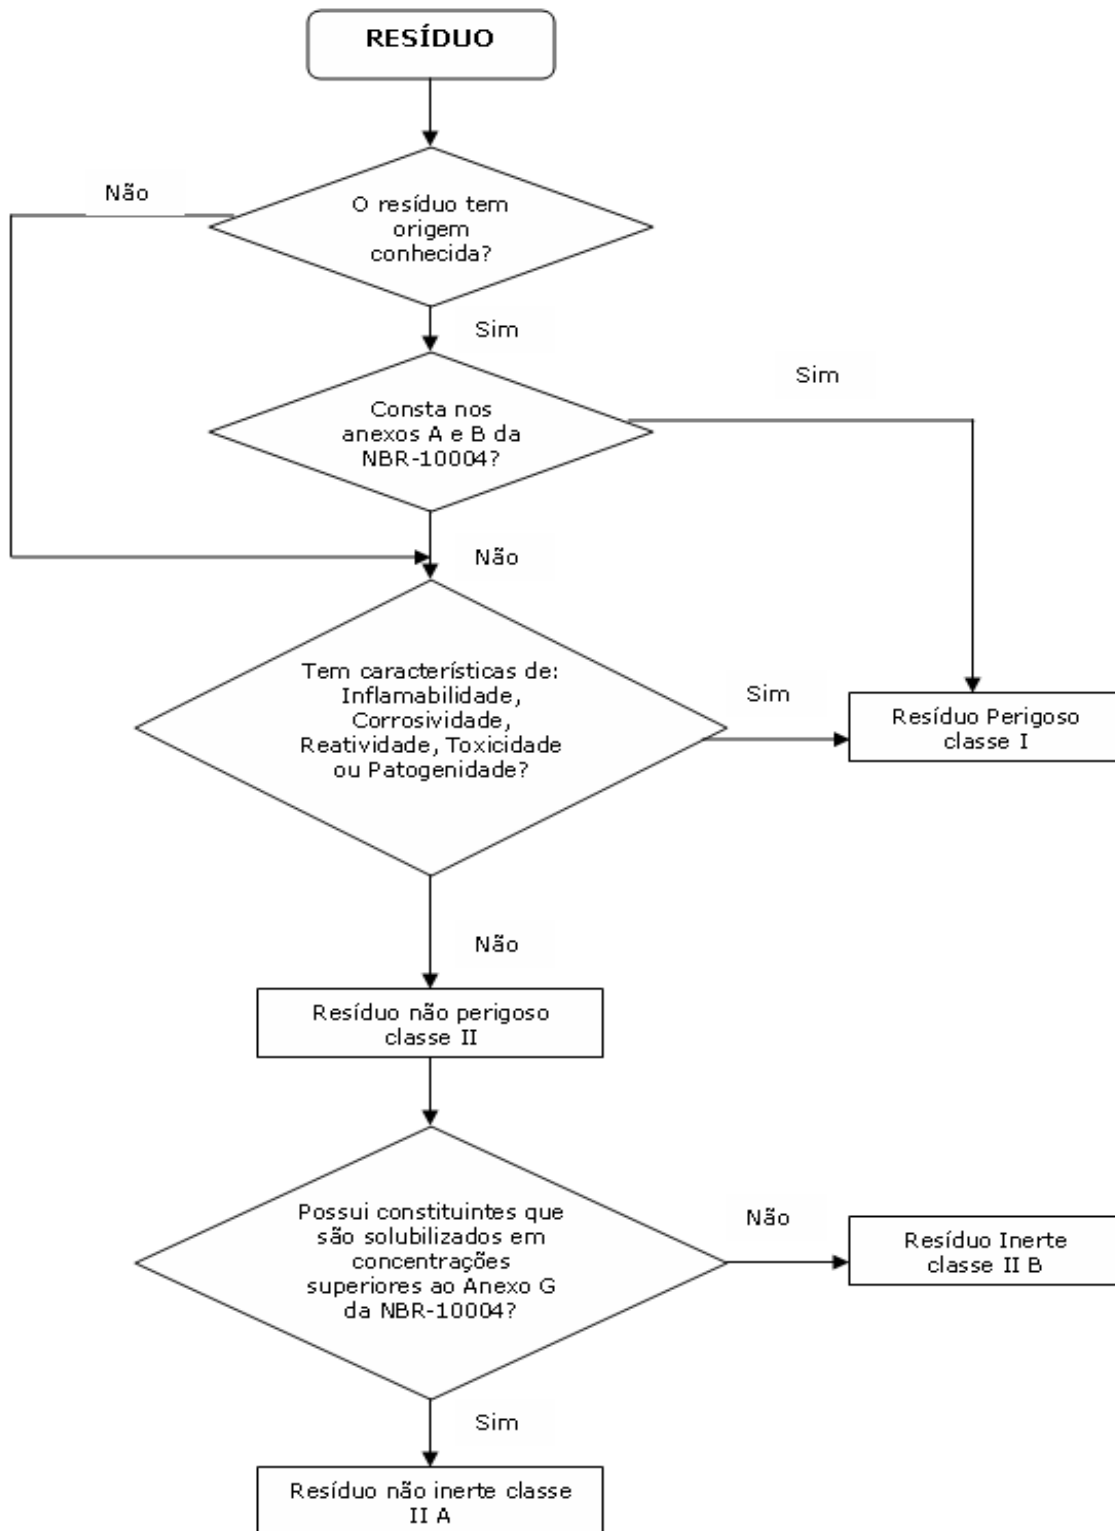 RESÍDUO
Não
O resíduo tem
origem
conhecida?
Sim
Sim
Consta nos
anexos A e B da
NBR-10004?
Não
Tem características de:
Inflamabilidade,
Corrosividade,
Reatividade, Toxicidade
ou Patogenidade?
Sim
Resíduo Perigoso
classe I
Não
Resíduo não perigoso
classe II
Possui constituintes que
são solubilizados em
concentrações
superiores ao Anexo G
da NBR-10004?
Não
Resíduo Inerte
classe II B
Sim
Resíduo não inerte classe
II A